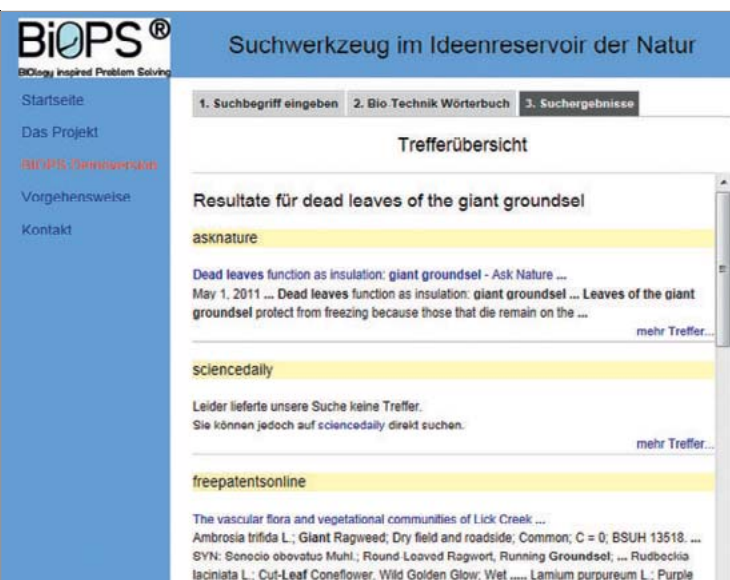 BiOPS ®
BIOlogy inspired Problem Solving
Suchwerkzeug im Ideenreservoir der Natur
Startseite
Das Projekt
BIOPS Demoversion
Vorgehensweise
Kontakt
1. Suchbegriff eingeben 2. Bio Technik Wörterbuch 3. Suchergebnisse
Trefferübersicht
Resultate für dead leaves of the giant groundsel
asknature
Dead leaves function as insulation: giant groundsel - Ask Nature ...
May 1, 2011 ... Dead leaves function as insulation: giant groundsel ... Leaves of the giant
groundsel protect from freezing because those that die remain on the ...
mehr Treffer...
sciencedaily
Leider lieferte unsere Suche keine Treffer.
Sie können jedoch auf sciencedaily direkt suchen.
mehr Treffer...
freepatentsonline
The vascular flora and vegetational communities of Lick Creek ...
Ambrosia trifida L.; Giant Ragweed; Dry field and roadside; Common; C = 0; BSUH 13518. ...
SYN: Senecio obovatus Muhl.; Round-Leaved Ragwort, Running Groundsel; ... Rudbeckia
laciniata L.; Cut-Leaf Coneflower, Wild Golden Glow; Wet ..... Lamium purpureum L.; Purple